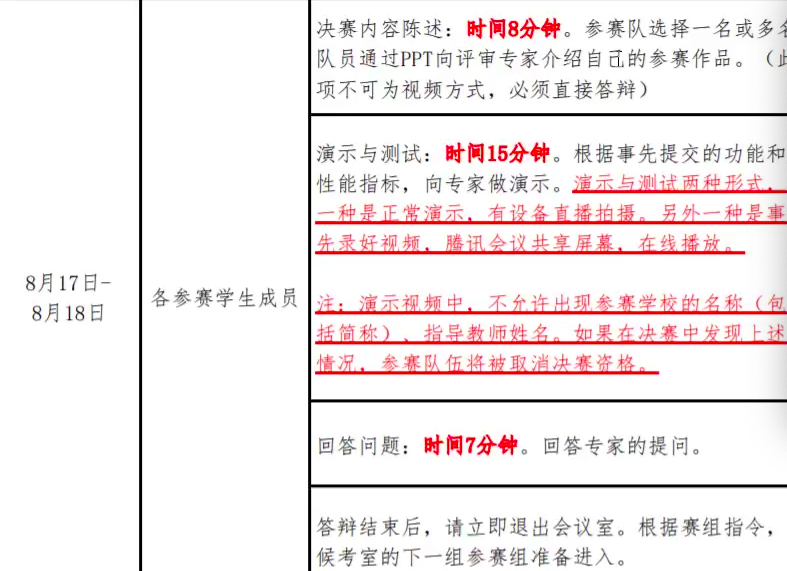 8月17日-
8月18日
各参赛学生成员
决赛内容陈述：时间8分钟。参赛队选择一名或多名
队员通过PPT向评审专家介绍自己的参赛作品。（此
项不可为视频方式，必须直接答辩）
演示与测试：时间15分钟。根据事先提交的功能和
性能指标，向专家做演示。演示与测试两种形式，
一种是正常演示，有设备直播拍摄。另外一种是事
先录好视频，腾讯会议共享屏幕，在线播放。
注：演示视频中，不允许出现参赛学校的名称（包
括简称）、指导教师姓名。如果在决赛中发现上述
情况，参赛队伍将被取消决赛资格。
回答问题：时间7分钟。回答专家的提问。
答辩结束后，请立即退出会议室。根据赛组指令，
候考室的下一组参赛组准备进入。